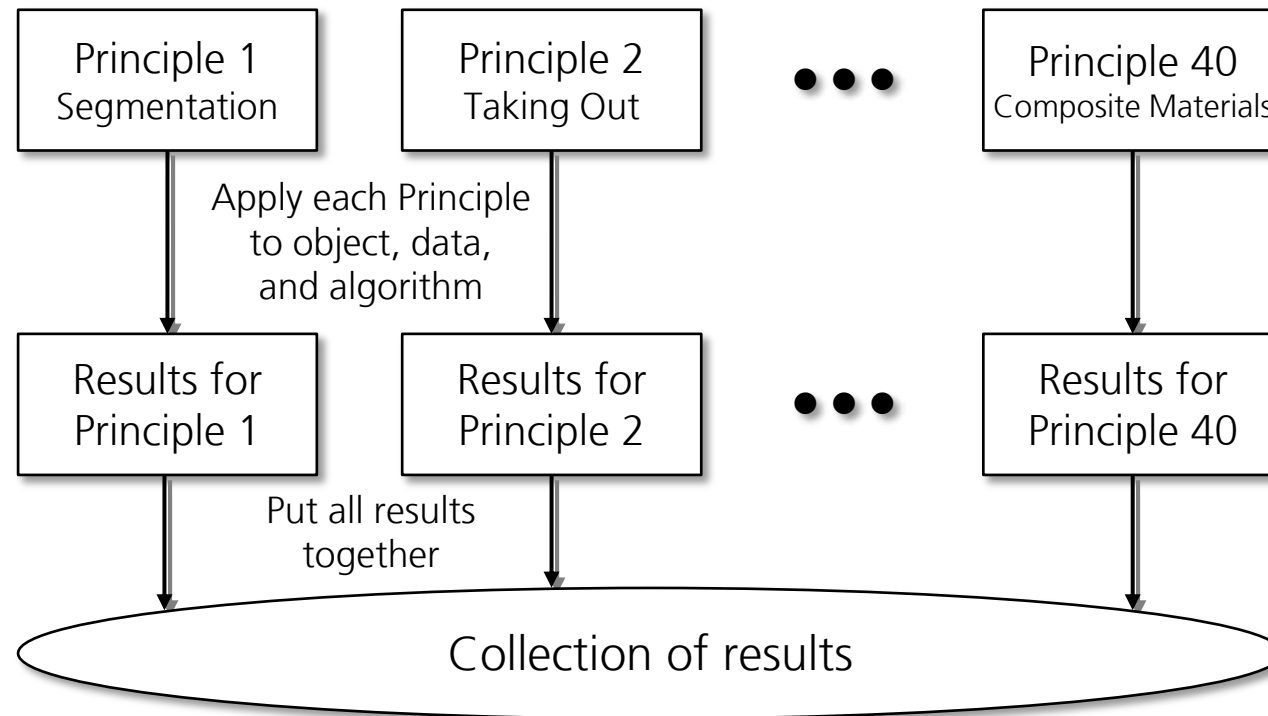 Principle 1
Segmentation
Principle 2
Taking Out
Principle 40
Composite Materials
Apply each Principle
to object, data,
and algorithm
Results for
Principle 1
Results for
Principle 2
Results for
Principle 40
Put all results
together
Collection of results